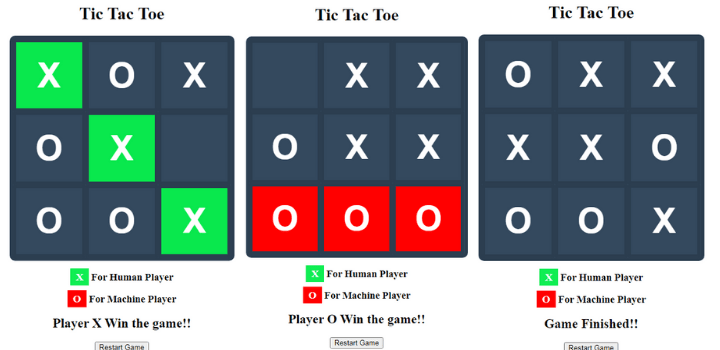 Tic Tac Toe
X O X
O X
O O X
X For Human Player
O For Machine Player
Player X Win the game!!
Restart Game
Tic Tac Toe
X X
O X X
O O O
X For Human Player
O For Machine Player
Player O Win the game!!
Restart Game
Tic Tac Toe
O X X
X X O
O O X
X For Human Player
O For Machine Player
Game Finished!!
Restart Game